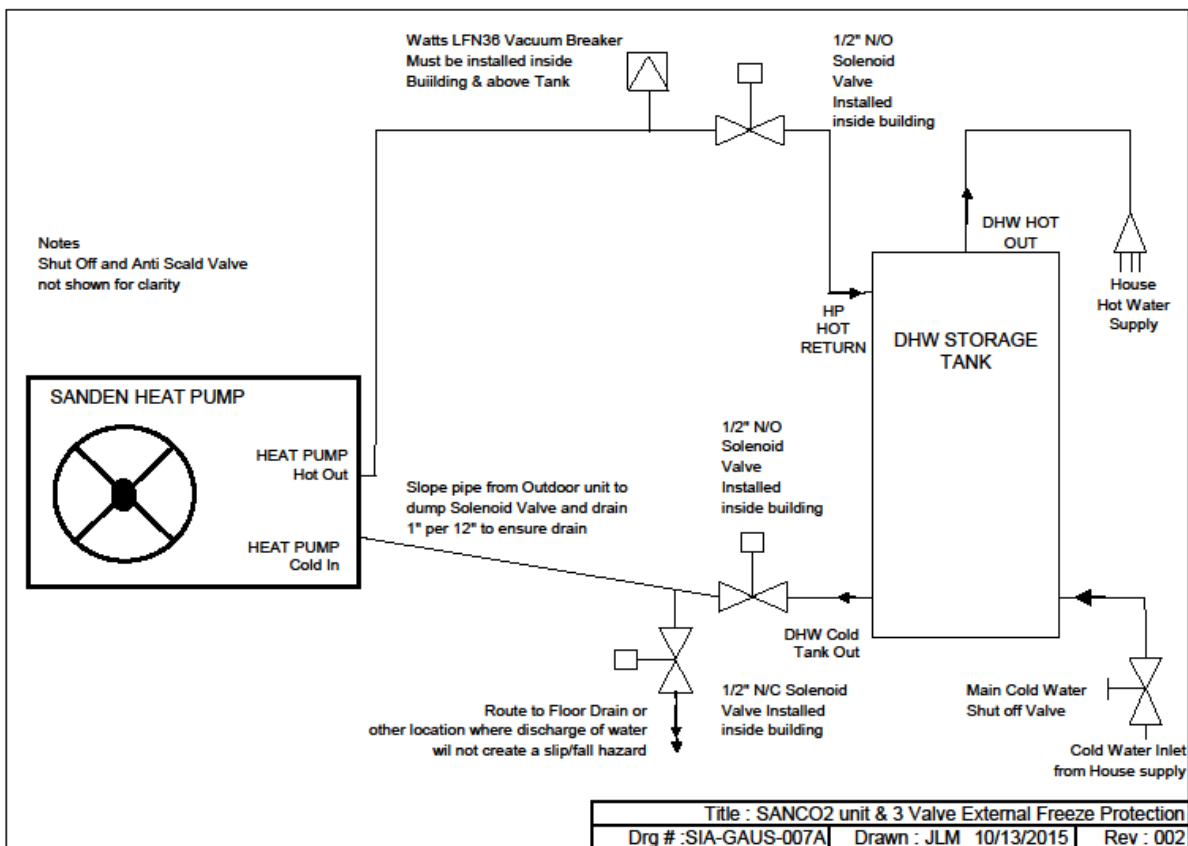 Watts LFN36 Vacuum Breaker
Must be installed inside
Buiilding & above Tank
1/2" N/O
Solenoid
Valve
Installed
inside building
Notes
Shut Off and Anti Scald Valve
not shown for clarity
DHW HOT
OUT
House
Hot Water
Supply
HP
HOT
RETURN
DHW STORAGE
TANK
SANDEN HEAT PUMP
HEAT PUMP
Hot Out
HEAT PUMP
Cold In
Slope pipe from Outdoor unit to
dump Solenoid Valve and drain
1" per 12" to ensure drain
1/2" N/O
Solenoid
Valve
Installed
inside building
DHW Cold
Tank Out
1/2" N/C Solenoid
Valve Installed
inside building
Route to Floor Drain or
other location where discharge of water
wil not create a slip/fall hazard
Main Cold Water
Shut off Valve
Cold Water Inlet
from House supply
Title : SANCO2 unit & 3 Valve External Freeze Protection
Drg # :SIA-GAUS-007A Drawn : JLM 10/13/2015 Rev : 002